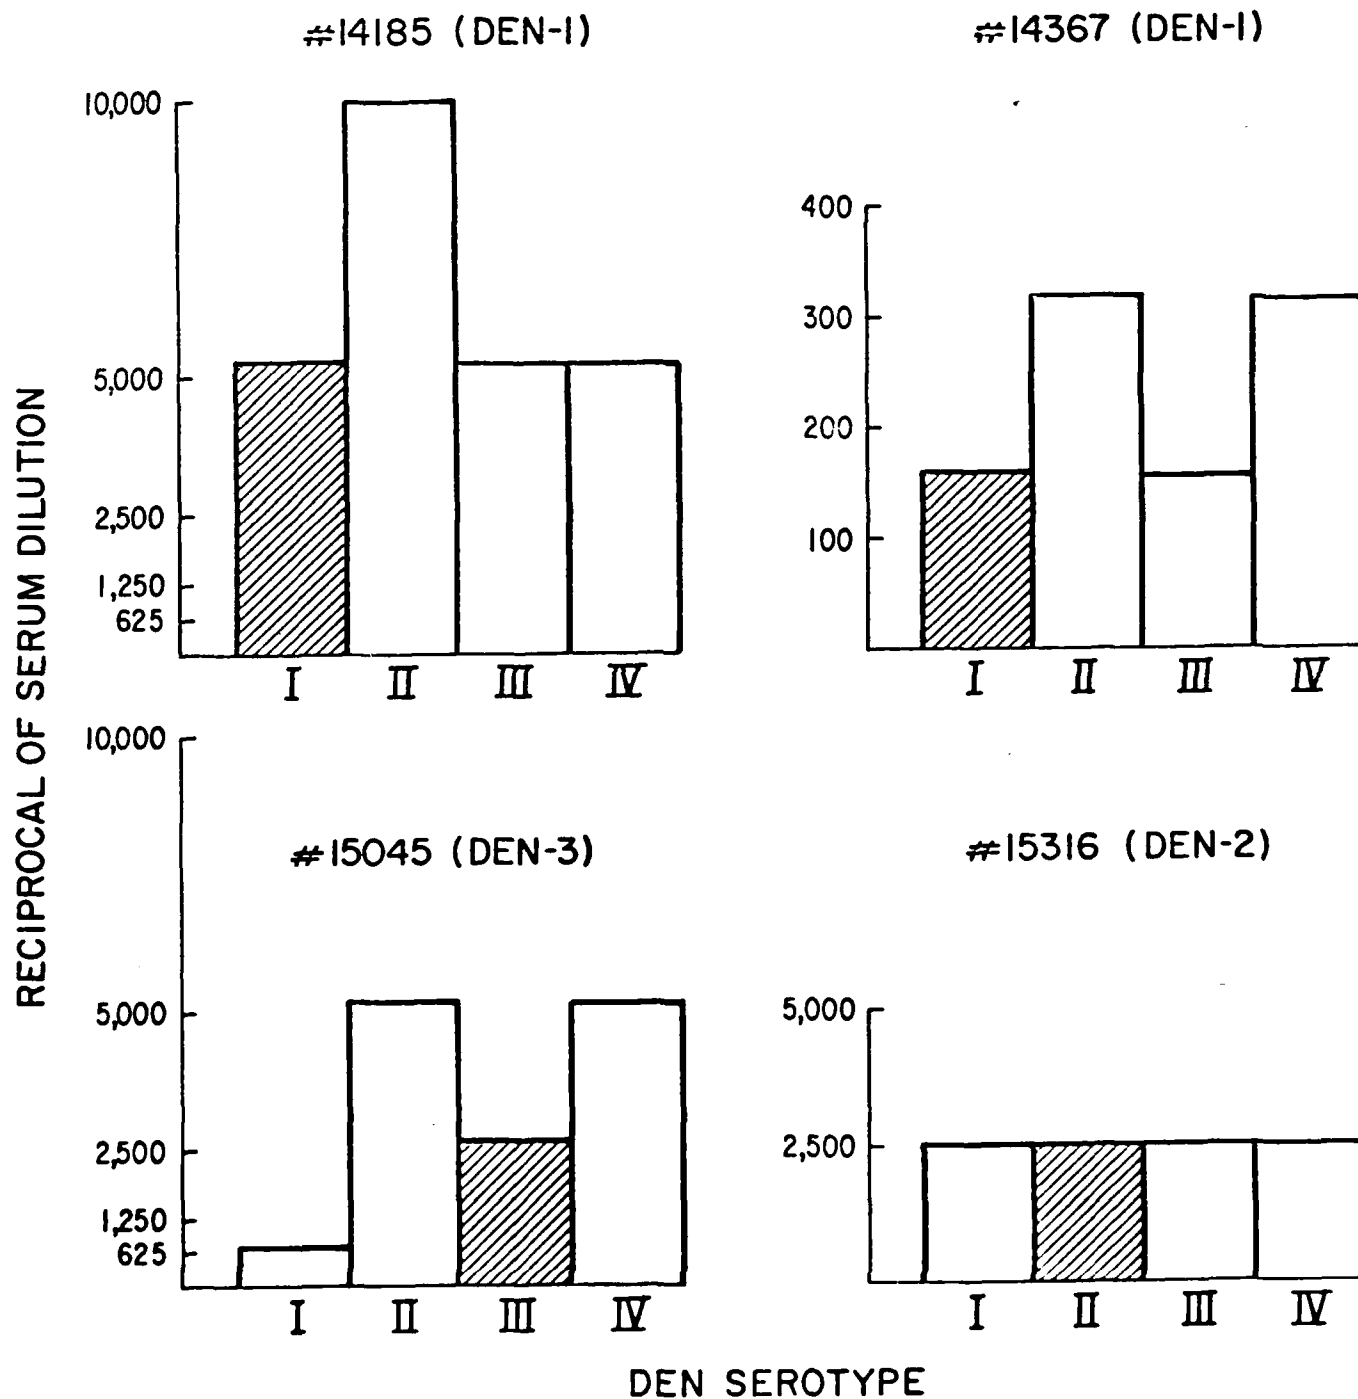 #14185 (DEN-1)
10,000
5,000
2,500
1,250
625
I II III IV
#14367 (DEN-1)
400
300
200
100
I II III IV
RECIPROCAL OF SERUM DILUTION
#15045 (DEN-3)
10,000
5,000
2,500
1,250
625
I II III IV
#15316 (DEN-2)
5,000
2,500
I II III IV
DEN SEROTYPE